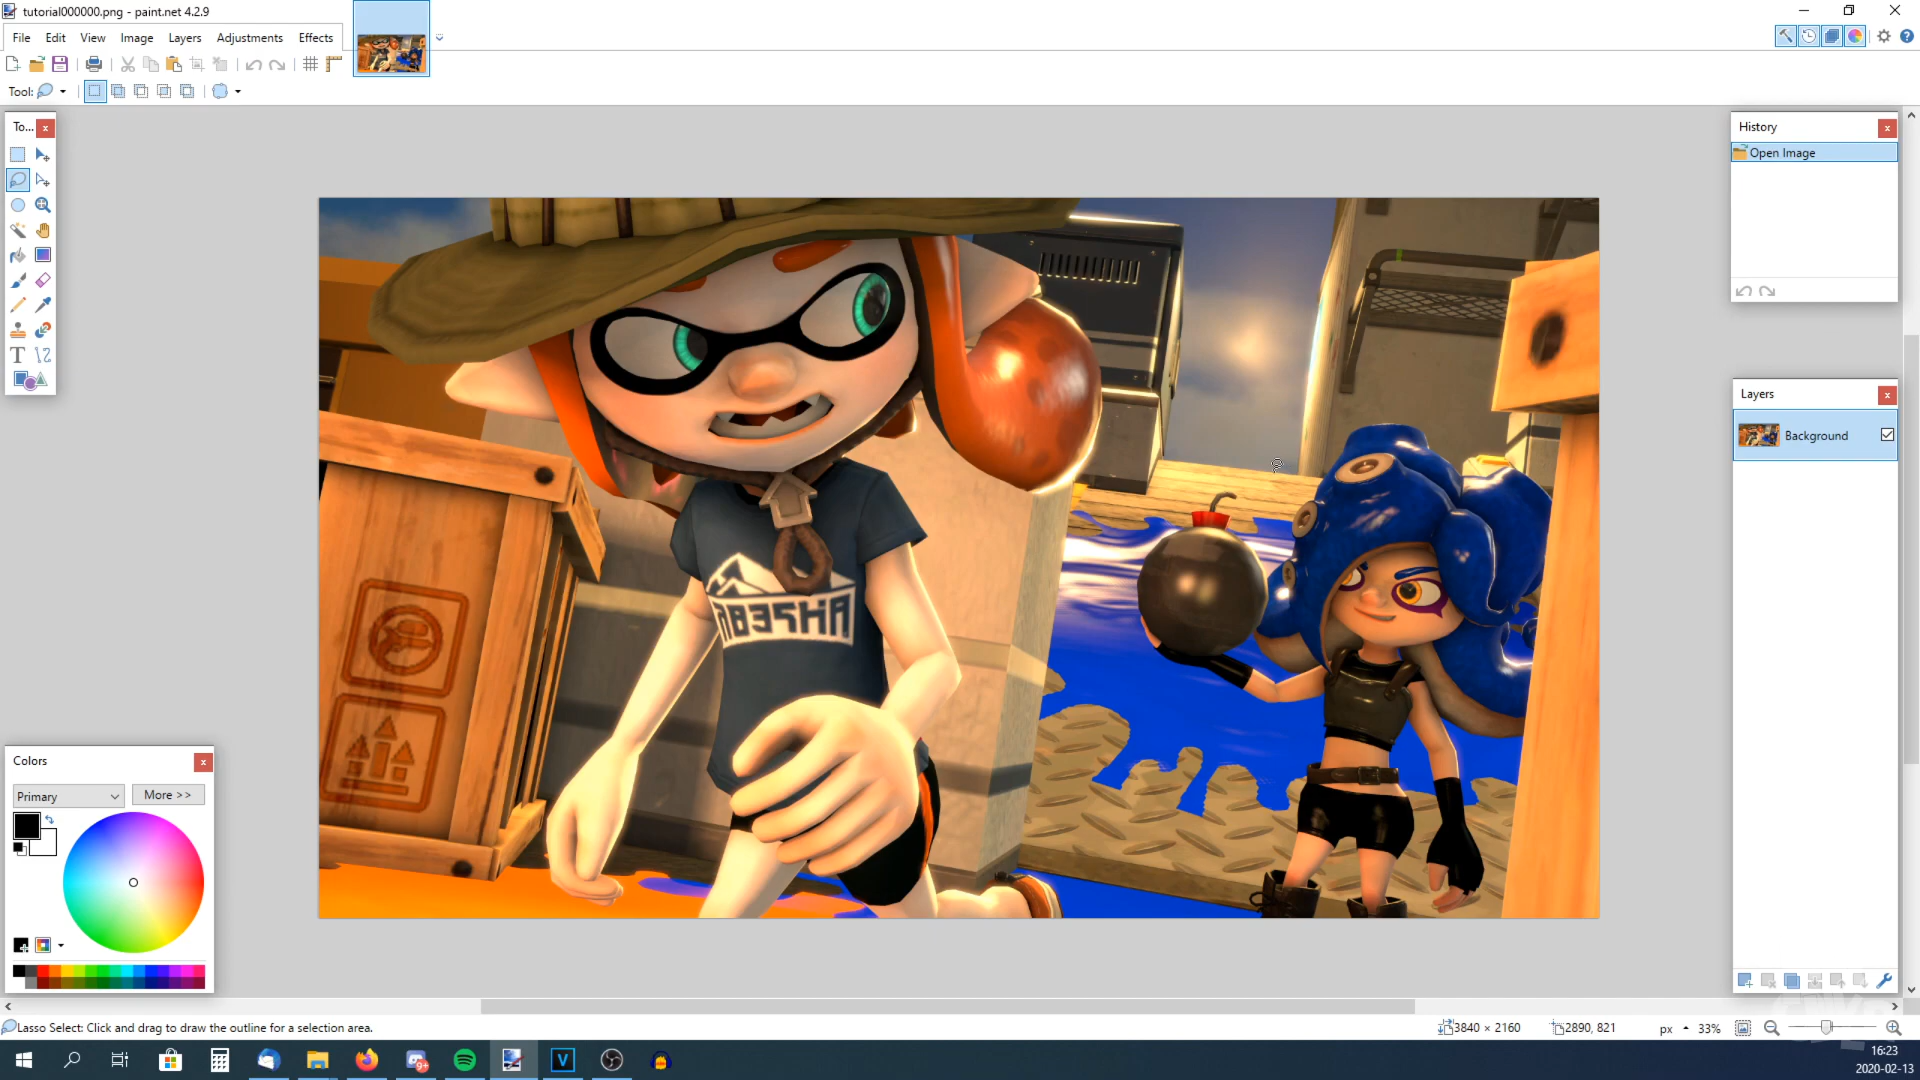 tutorial000000.png - paint.net 4.2.9
File Edit View Image Layers Adjustments Effects
Tool:
To...
History
Open Image
Layers
Background
Colors
Primary
More >>
Lasso Select: Click and drag to draw the outline for a selection area.
3840 × 2160
2890, 821
px
33%
16:23
2020-02-13